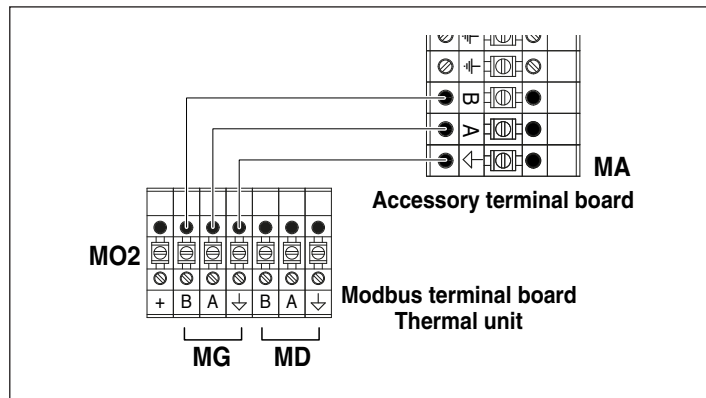 B
A
MA
Accessory terminal board
MO2
+ B A B A
Modbus terminal board
Thermal unit
MG MD